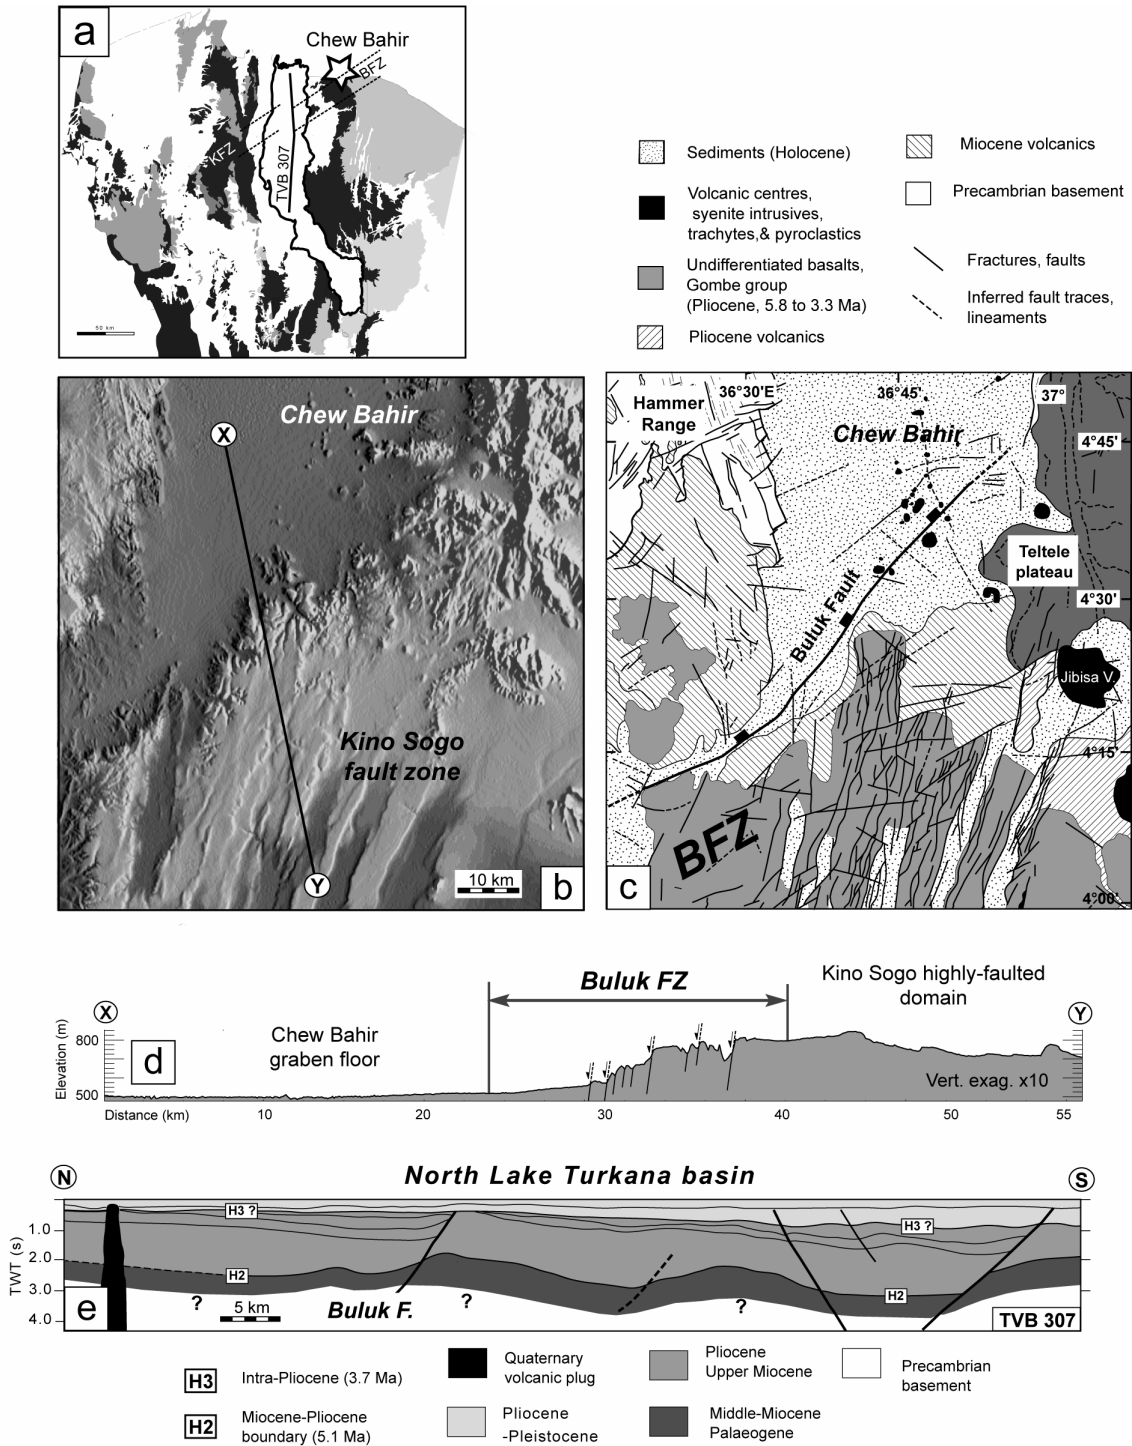 a
Chew Bahir
BFZ
KFZ
TVB 307
50 km
Sediments (Holocene)
Volcanic centres,
syenite intrusives,
trachytes,& pyroclastics
Undifferentiated basalts,
Gombe group
(Pliocene, 5.8 to 3.3 Ma)
Pliocene volcanics
Miocene volcanics
Precambrian basement
Fractures, faults
Inferred fault traces,
lineaments
Chew Bahir
X
Kino Sogo
fault zone
Y
10 km
b
Hammer
Range
36°30'E
36°45'
37°
Chew Bahir
4°45'
Teltele
plateau
4°30'
Buluk Fault
Jibisa V.
4°15'
BFZ
c
4°00'
Buluk FZ
Kino Sogo highly-faulted
domain
X
Y
Elevation (m)
800
500
d
Chew Bahir
graben floor
Vert. exag. x10
Distance (km)
10
20
30
40
50
55
N
North Lake Turkana basin
S
TWT (s)
1.0
2.0
3.0
4.0
H3 ?
H3 ?
H2
H2
e
?
5 km
Buluk F.
?
?
TVB 307
H3
Intra-Pliocene (3.7 Ma)
H2
Miocene-Pliocene
boundary (5.1 Ma)
Quaternary
volcanic plug
Pliocene
-Pleistocene
Pliocene
Upper Miocene
Middle-Miocene
Palaeogene
Precambrian
basement